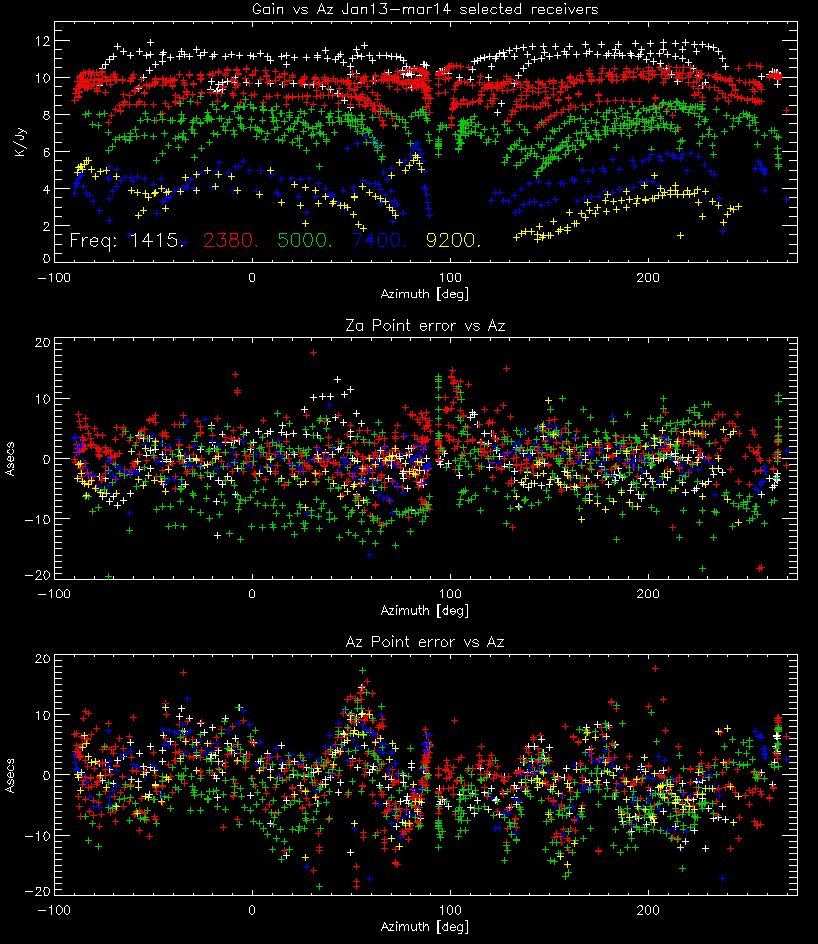 Gain vs Az Jan13-mar14 selected receivers
12
10
8
6
4
2
0
K/Jy
Freq: 1415. 2380. 5000. 7400. 9200.
-100 0 100 200
Azimuth [deg]
Za Point error vs Az
20
10
0
-10
-20
Asecs
-100 0 100 200
Azimuth [deg]
Az Point error vs Az
20
10
0
-10
-20
Asecs
-100 0 100 200
Azimuth [deg]